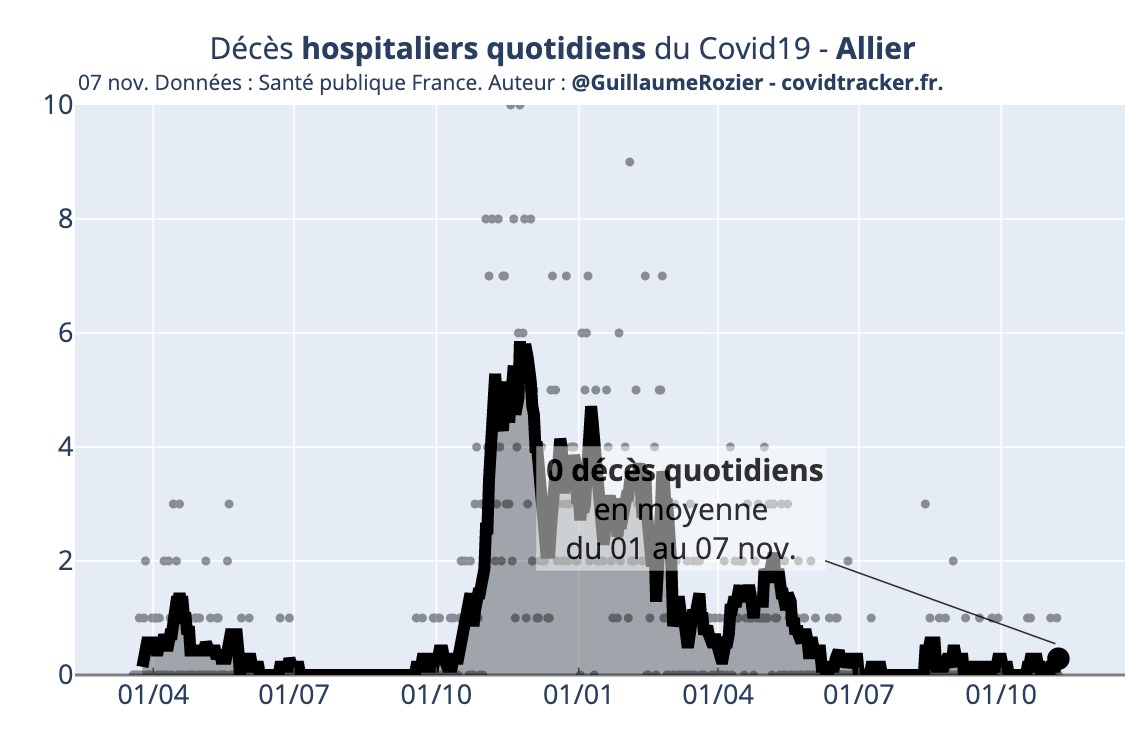 Décès hospitaliers quotidiens du Covid19 - Allier
07 nov. Données : Santé publique France. Auteur : @GuillaumeRozier - covidtracker.fr.
10
8
6
4
2
0
0 décès quotidiens
en moyenne
du 01 au 07 nov.
01/04 01/07 01/10 01/01 01/04 01/07 01/10